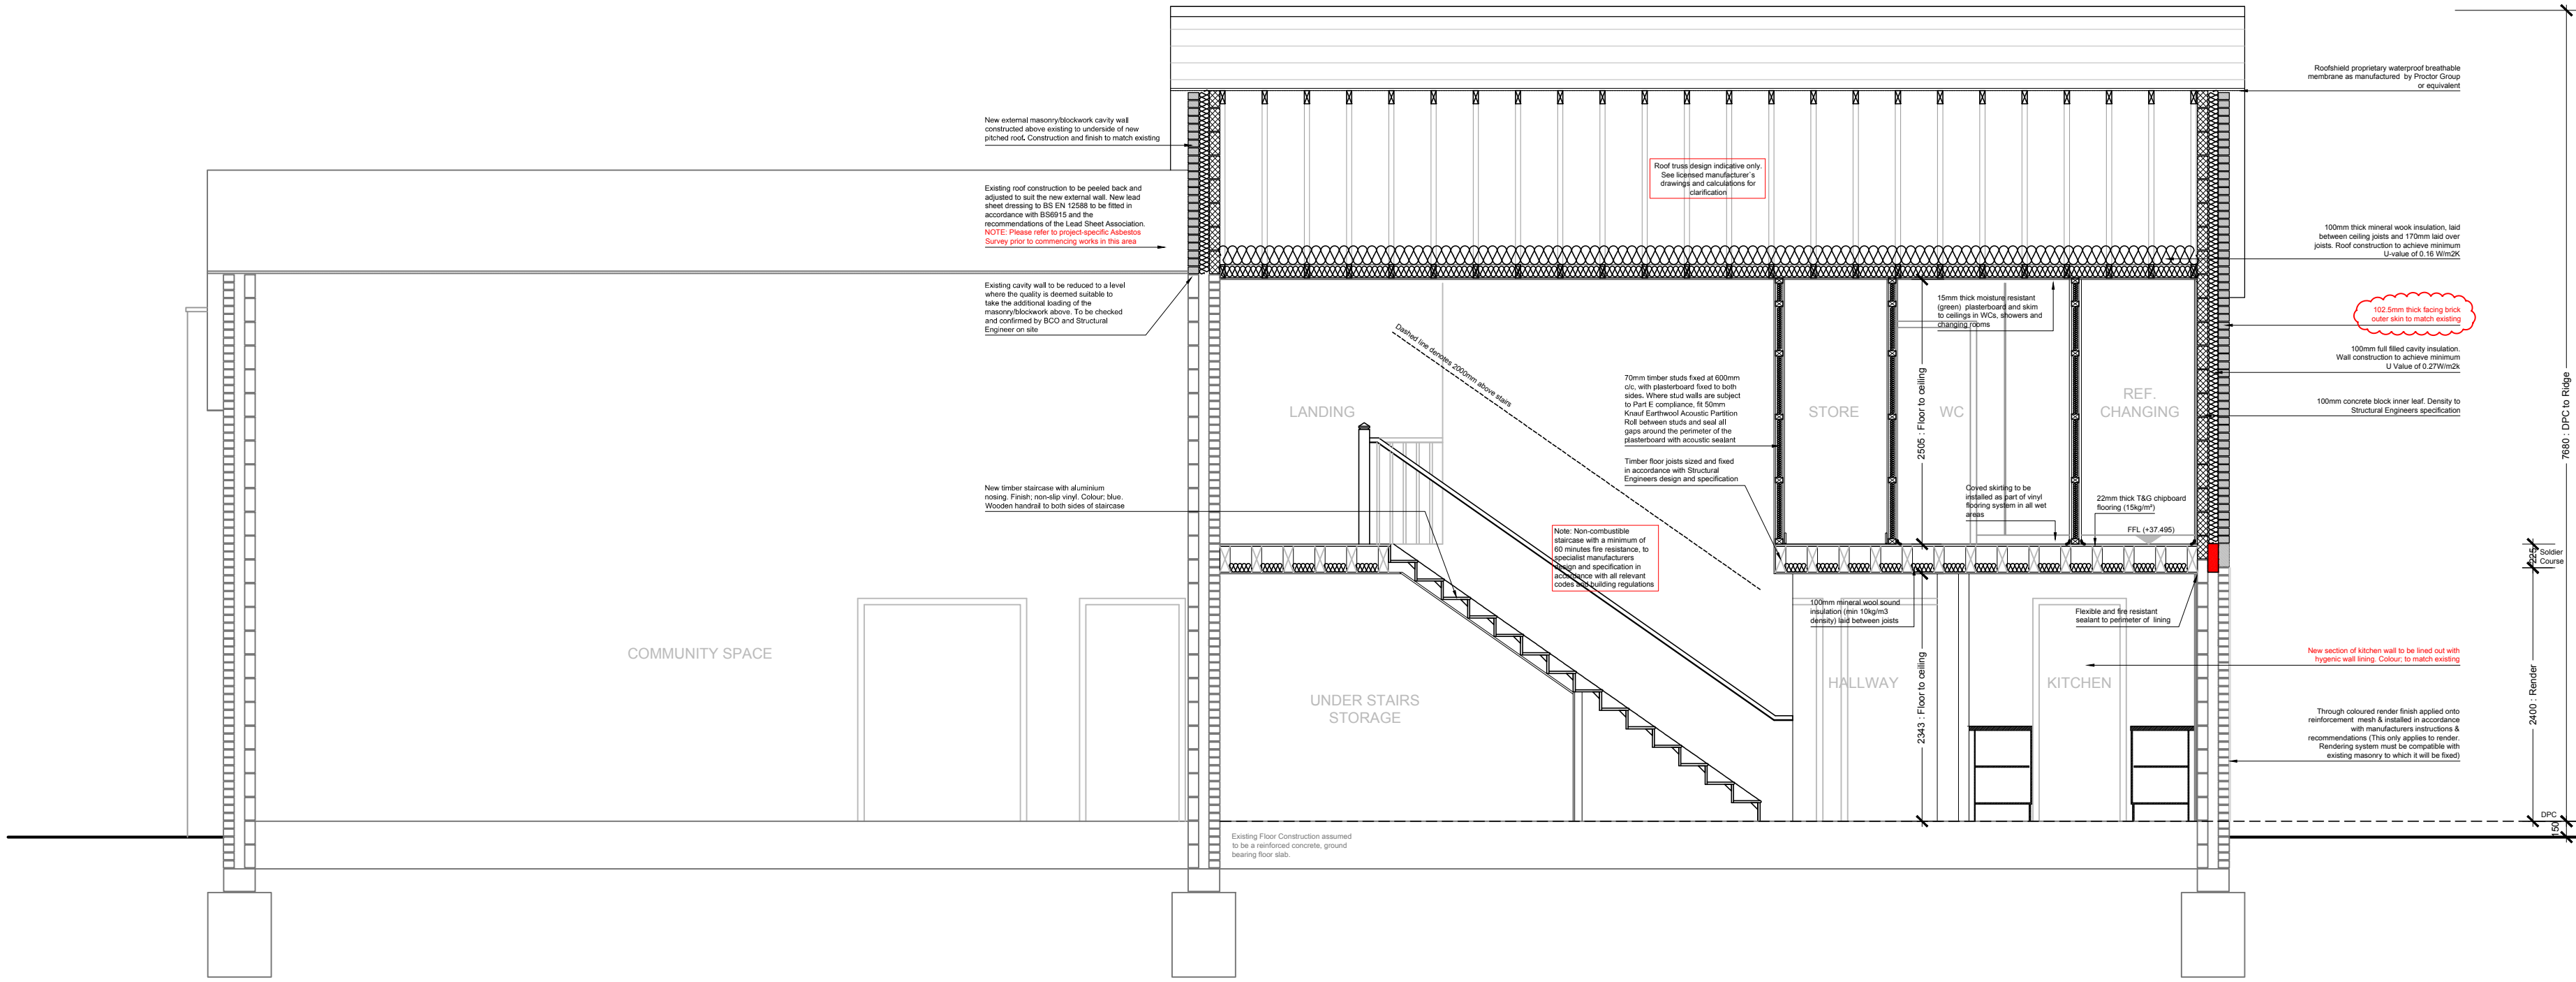 New external masonry/blockwork cavity wall
constructed above existing to underside of new
pitched roof. Construction and finish to match existing
Existing roof construction to be peeled back and
adjusted to suit the new external wall. New lead
sheet dressing to BS EN 12588 to be fitted in
accordance with BS6915 and the
recommendations of the Lead Sheet Association.
NOTE: Please refer to project-specific Asbestos
Survey prior to commencing works in this area
Existing cavity wall to be reduced to a level
where the quality is deemed suitable to
take the additional loading of the
masonry/blockwork above. To be checked
and confirmed by BCO and Structural
Engineer on site
New timber staircase with aluminium
nosing. Finish; non-slip vinyl. Colour; blue.
Wooden handrail to both sides of staircase
COMMUNITY SPACE
LANDING
Dashed line denotes 2000mm above stairs
UNDER STAIRS
STORAGE
Existing Floor Construction assumed
to be a reinforced concrete, ground
bearing floor slab.
Roof truss design indicative only.
See licensed manufacturer's
drawings and calculations for
clarification
70mm timber studs fixed at 600mm
c/c, with plasterboard fixed to both
sides. Where stud walls are subject
to Part E compliance, fit 50mm
Knauf Earthwool Acoustic Partition
Roll between studs and seal all
gaps around the perimeter of the
plasterboard with acoustic sealant
Timber floor joists sized and fixed
in accordance with Structural
Engineers design and specification
Note: Non-combustible
staircase with a minimum of
60 minutes fire resistance, to
specialist manufacturers
design and specification in
accordance with all relevant
codes and building regulations
STORE
WC
REF.
CHANGING
2505 : Floor to ceiling
15mm thick moisture resistant
(green) plasterboard and skim
to ceilings in WCs, showers and
changing rooms
Coved skirting to be
installed as part of vinyl
flooring system in all wet
areas
22mm thick T&G chipboard
flooring (15kg/m²)
FFL (+37.495)
100mm mineral wool sound
insulation (min 10kg/m3
density) laid between joists
Flexible and fire resistant
sealant to perimeter of lining
HALLWAY
KITCHEN
2343 : Floor to ceiling
Roofshield proprietary waterproof breathable
membrane as manufactured by Proctor Group
or equivalent
100mm thick mineral wook insulation, laid
between ceiling joists and 170mm laid over
joists. Roof construction to achieve minimum
U-value of 0.16 W/m2K
102.5mm thick facing brick
outer skin to match existing
100mm full filled cavity insulation.
Wall construction to achieve minimum
U Value of 0.27W/m2k
100mm concrete block inner leaf. Density to
Structural Engineers specification
New section of kitchen wall to be lined out with
hygenic wall lining. Colour; to match existing
Through coloured render finish applied onto
reinforcement mesh & installed in accordance
with manufacturers instructions &
recommendations (This only applies to render.
Rendering system must be compatible with
existing masonry to which it will be fixed)
7680 : DPC to Ridge
225
Soldier
Course
2400 : Render
DPC
150